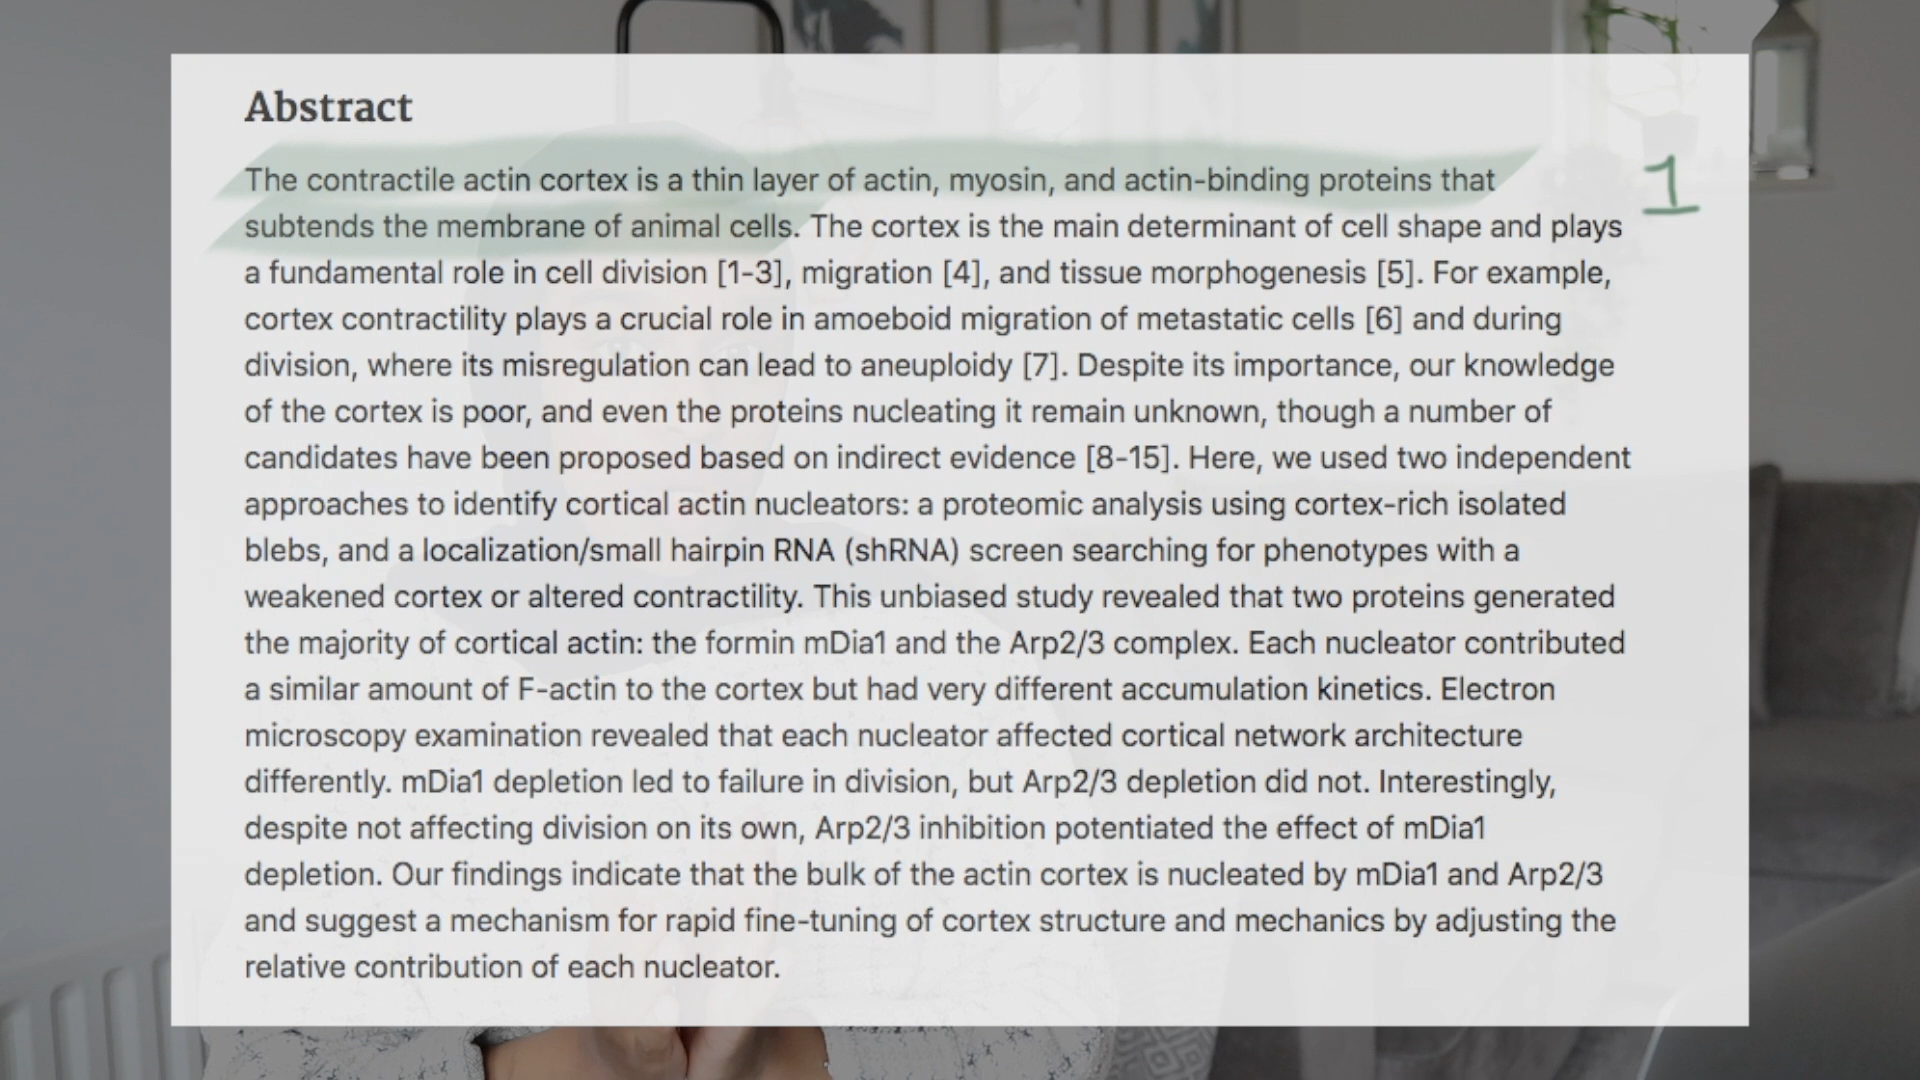 Abstract
The contractile actin cortex is a thin layer of actin, myosin, and actin-binding proteins that
1
subtends the membrane of animal cells. The cortex is the main determinant of cell shape and plays
a fundamental role in cell division [1-3], migration [4], and tissue morphogenesis [5]. For example,
cortex contractility plays a crucial role in amoeboid migration of metastatic cells [6] and during
division, where its misregulation can lead to aneuploidy [7]. Despite its importance, our knowledge
of the cortex is poor, and even the proteins nucleating it remain unknown, though a number of
candidates have been proposed based on indirect evidence [8-15]. Here, we used two independent
approaches to identify cortical actin nucleators: a proteomic analysis using cortex-rich isolated
blebs, and a localization/small hairpin RNA (shRNA) screen searching for phenotypes with a
weakened cortex or altered contractility. This unbiased study revealed that two proteins generated
the majority of cortical actin: the formin mDia1 and the Arp2/3 complex. Each nucleator contributed
a similar amount of F-actin to the cortex but had very different accumulation kinetics. Electron
microscopy examination revealed that each nucleator affected cortical network architecture
differently. mDia1 depletion led to failure in division, but Arp2/3 depletion did not. Interestingly,
despite not affecting division on its own, Arp2/3 inhibition potentiated the effect of mDia1
depletion. Our findings indicate that the bulk of the actin cortex is nucleated by mDia1 and Arp2/3
and suggest a mechanism for rapid fine-tuning of cortex structure and mechanics by adjusting the
relative contribution of each nucleator.